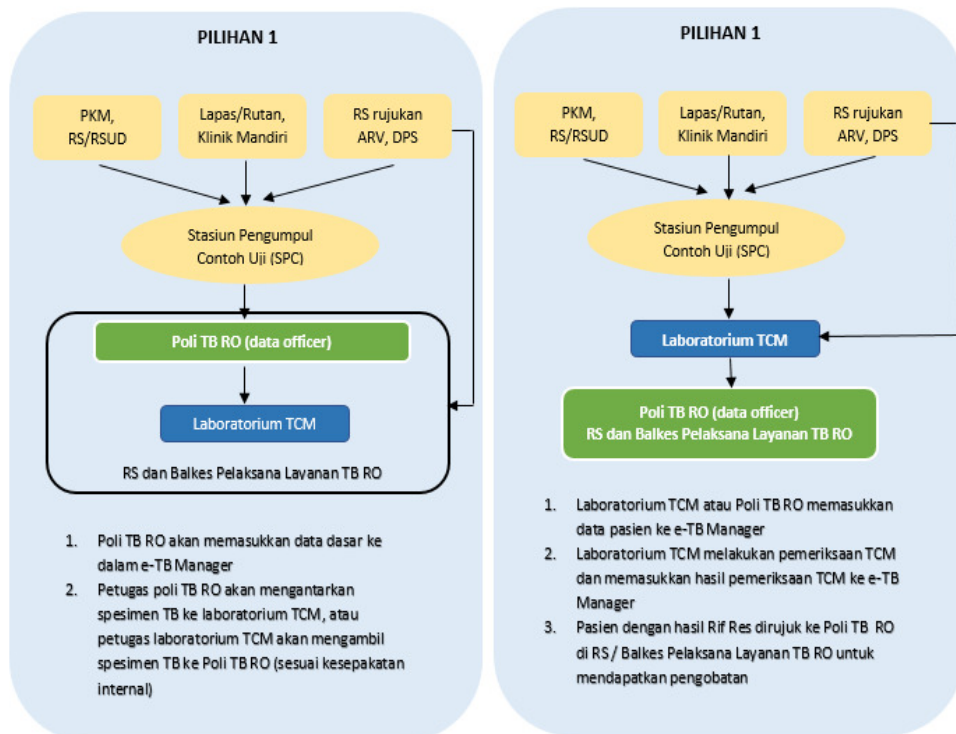 PILIHAN 1
PKM,
RS/RSUD
Lapas/Rutan,
Klinik Mandiri
RS rujukan
ARV, DPS
Stasiun Pengumpul
Contoh Uji (SPC)
Poli TB RO (data officer)
Laboratorium TCM
RS dan Balkes Pelaksana Layanan TB RO
1. Poli TB RO akan memasukkan data dasar ke
dalam e-TB Manager
2. Petugas poli TB RO akan mengantarkan
spesimen TB ke laboratorium TCM, atau
petugas laboratorium TCM akan mengambil
spesimen TB ke Poli TB RO (sesuai kesepakatan
internal)
PILIHAN 1
PKM,
RS/RSUD
Lapas/Rutan,
Klinik Mandiri
RS rujukan
ARV, DPS
Stasiun Pengumpul
Contoh Uji (SPC)
Laboratorium TCM
Poli TB RO (data officer)
RS dan Balkes Pelaksana Layanan TB RO
1. Laboratorium TCM atau Poli TB RO memasukkan
data pasien ke e-TB Manager
2. Laboratorium TCM melakukan pemeriksaan TCM
dan memasukkan hasil pemeriksaan TCM ke e-TB
Manager
3. Pasien dengan hasil Rif Res dirujuk ke Poli TB RO
di RS / Balkes Pelaksana Layanan TB RO untuk
mendapatkan pengobatan